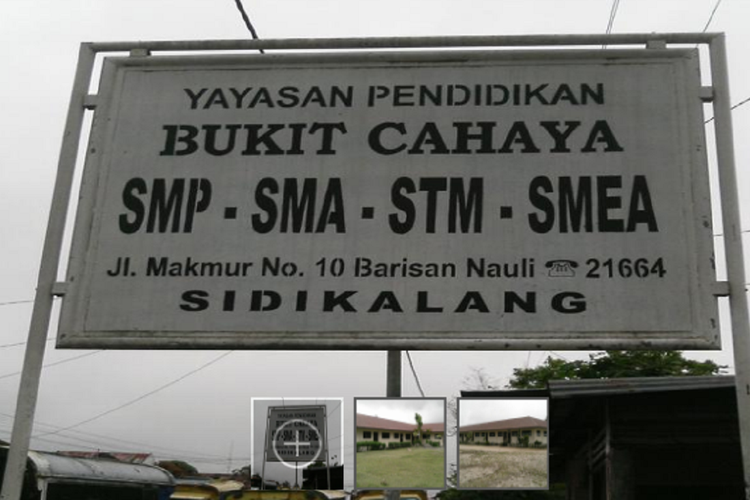 YAYASAN PENDIDIKAN
BUKIT CAHAYA
SMP - SMA - STM - SMEA
Jl. Makmur No. 10 Barisan Nauli ☎ 21664
SIDIKALANG